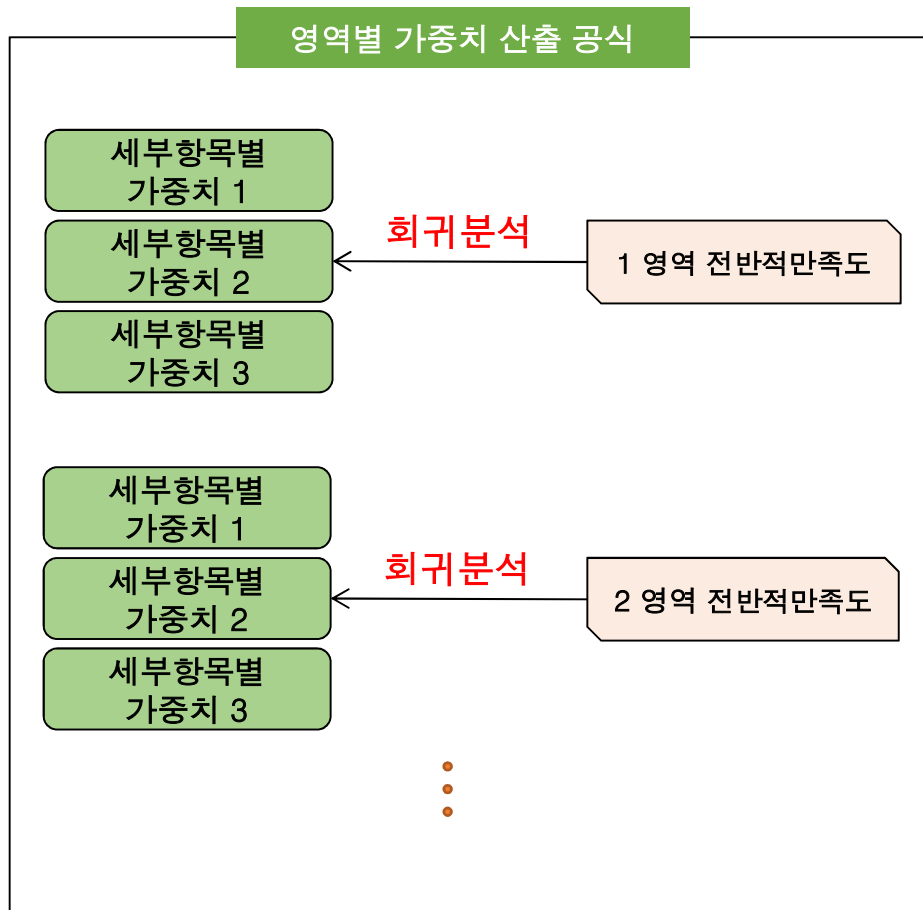 영역별 가중치 산출 공식
세부항목별
가중치 1
세부항목별
가중치 2
세부항목별
가중치 3
회귀분석
1 영역 전반적만족도
세부항목별
가중치 1
세부항목별
가중치 2
세부항목별
가중치 3
회귀분석
2 영역 전반적만족도